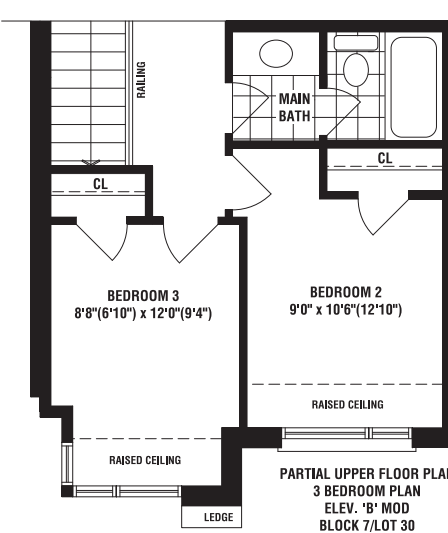 RAILING
MAIN
BATH
CL
CL
BEDROOM 3
8'8"(6'10") x 12'0"(9'4")
BEDROOM 2
9'0" x 10'6"(12'10")
RAISED CEILING
RAISED CEILING
LEDGE
PARTIAL UPPER FLOOR PLA
3 BEDROOM PLAN
ELEV. 'B' MOD
BLOCK 7/LOT 30